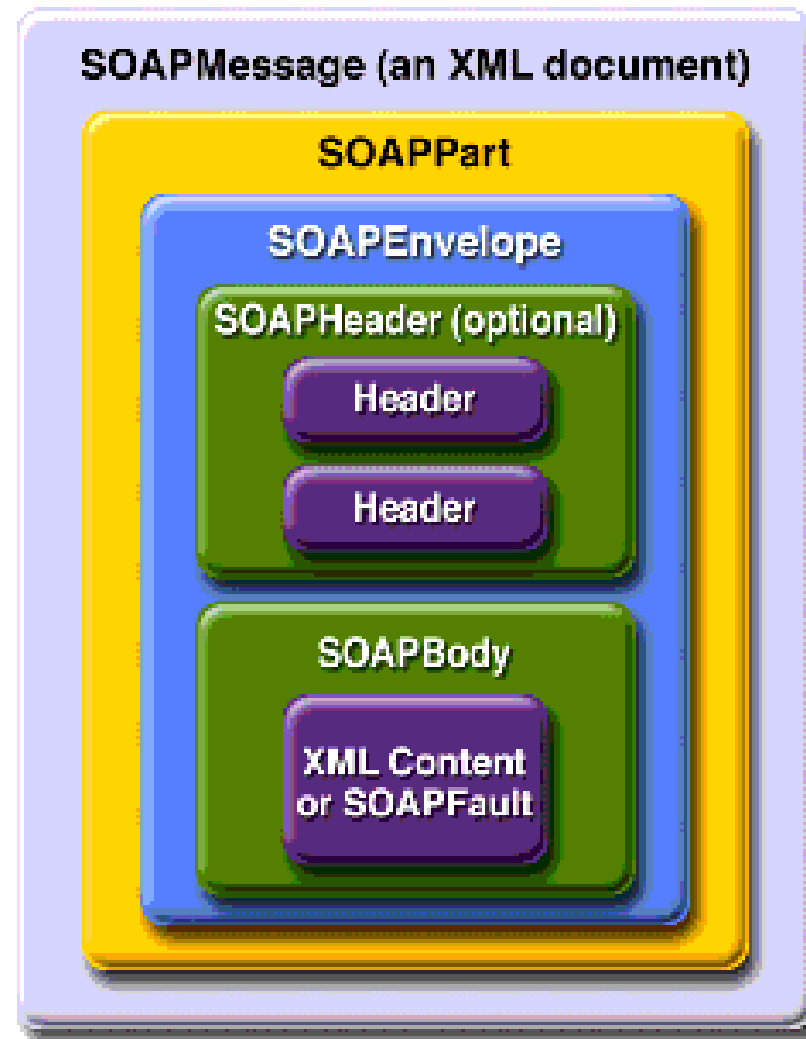 SOAPMessage (an XML document)
SOAPPart
SOAPEnvelope
SOAPHeader (optional)
Header
Header
SOAPBody
XML Content
or SOAPFault